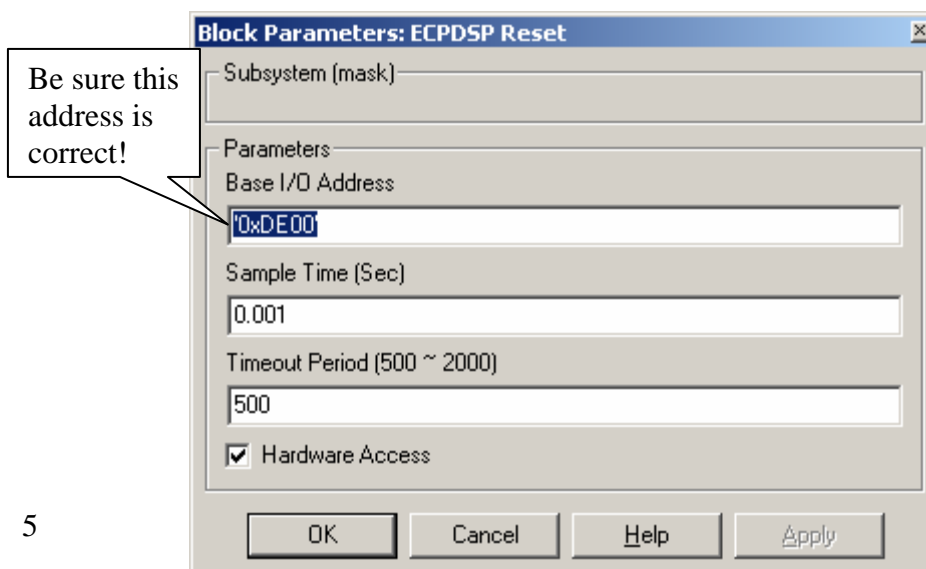 Block Parameters: ECPDSP Reset
Be sure this
address is
correct!
Subsystem (mask)
Parameters
Base I/O Address
'0xDE00'
Sample Time (Sec)
0.001
Timeout Period (500 ~ 2000)
500
Hardware Access
5
OK
Cancel
Help
Apply